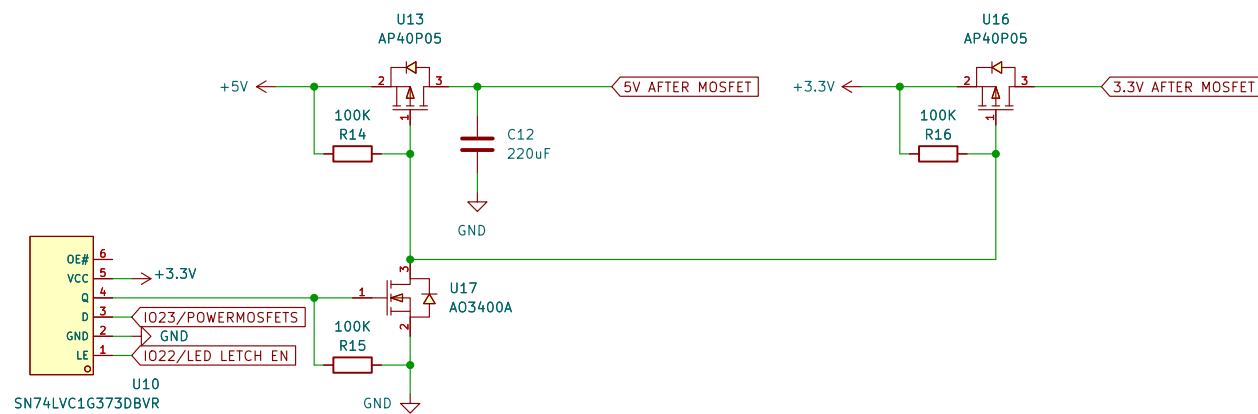 U13
AP40P05
U16
AP40P05
+5V
2
3
1
5V AFTER MOSFET
+3.3V
2
3
1
3.3V AFTER MOSFET
100K
R14
C12
220uF
100K
R16
GND
OE# 6
VCC 5
+3.3V
Q 4
D 3
IO23/POWERMOSFETS
GND 2
GND
LE 1
IO22/LED LETCH EN
U10
SN74LVC1G373DBVR
3
1
2
U17
AO3400A
100K
R15
GND